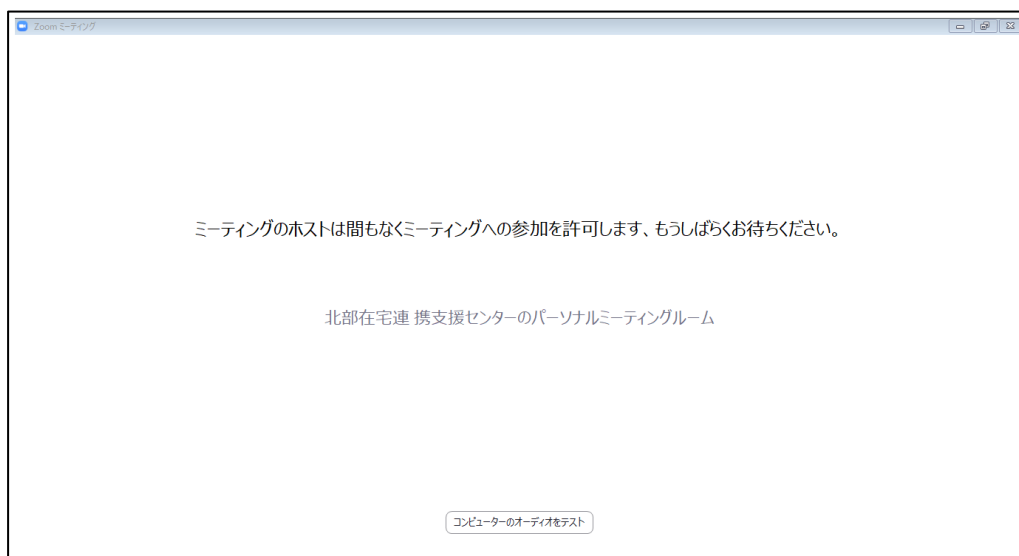 Zoom ミーティング
ミーティングのホストは間もなくミーティングへの参加を許可します、もうしばらくお待ちください。
北部在宅連 携支援センターのパーソナルミーティングルーム
コンピューターのオーディオをテスト